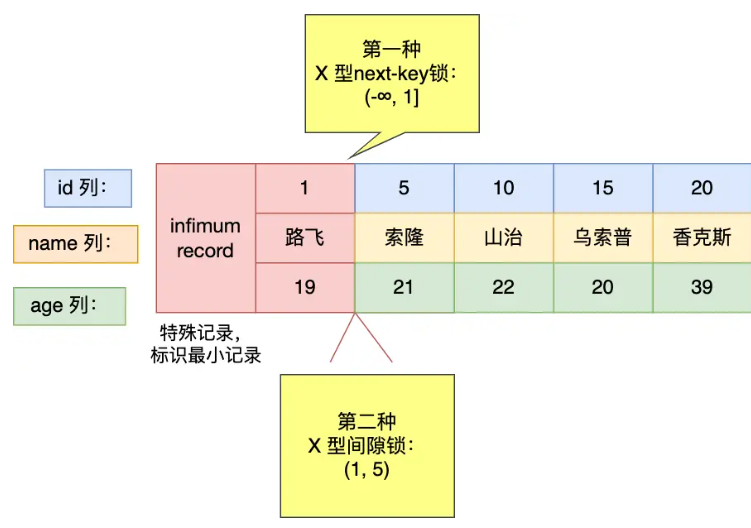 第一种
X 型next-key锁：
(-∞, 1]
id 列： 1 5 10 15 20
infimum
record
name 列： 路飞 索隆 山治 乌索普 香克斯
age 列： 19 21 22 20 39
特殊记录，
标识最小记录
第二种
X 型间隙锁：
(1, 5)